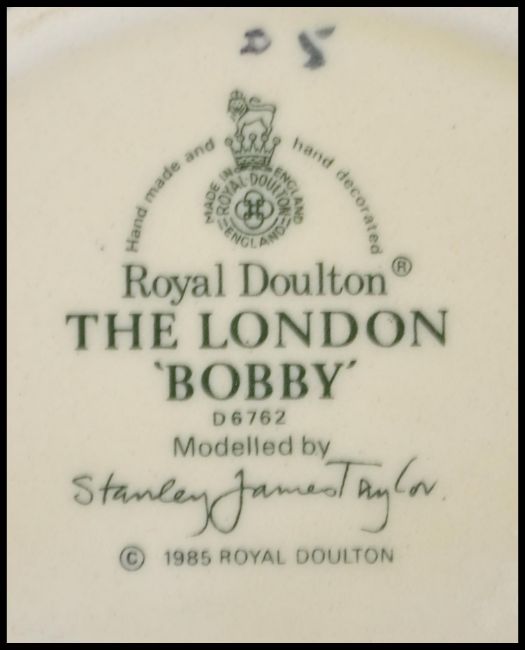 D 5
Hand made and hand decorated
MADE IN ENGLAND
ROYAL·DOULTON
ENGLAND
Royal Doulton®
THE LONDON
'BOBBY'
D6762
Modelled by
Stanley James Taylor.
© 1985 ROYAL DOULTON